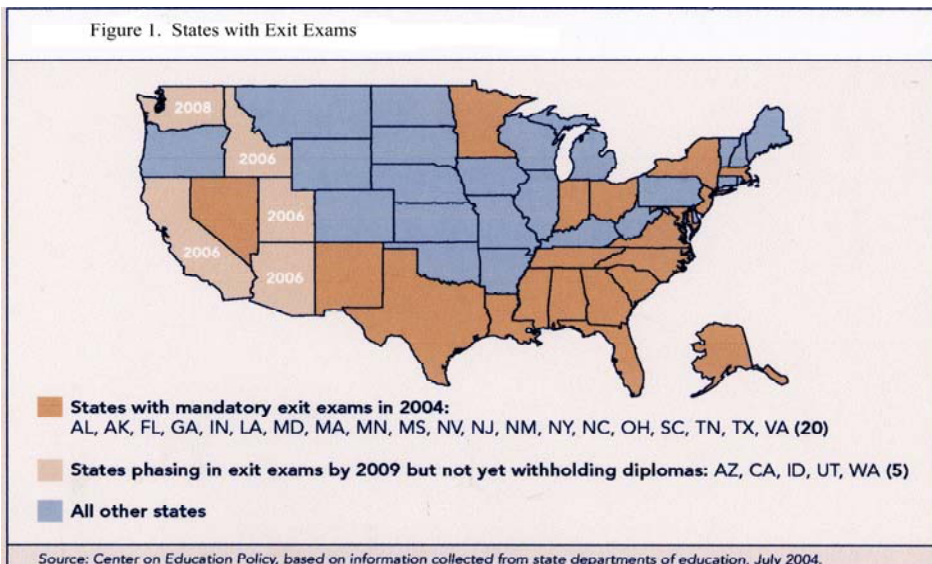 Figure 1. States with Exit Exams
2008
2006
2006
2006
2006
States with mandatory exit exams in 2004:
AL, AK, FL, GA, IN, LA, MD, MA, MN, MS, NV, NJ, NM, NY, NC, OH, SC, TN, TX, VA (20)
States phasing in exit exams by 2009 but not yet withholding diplomas: AZ, CA, ID, UT, WA (5)
All other states
Source: Center on Education Policy, based on information collected from state departments of education, July 2004.